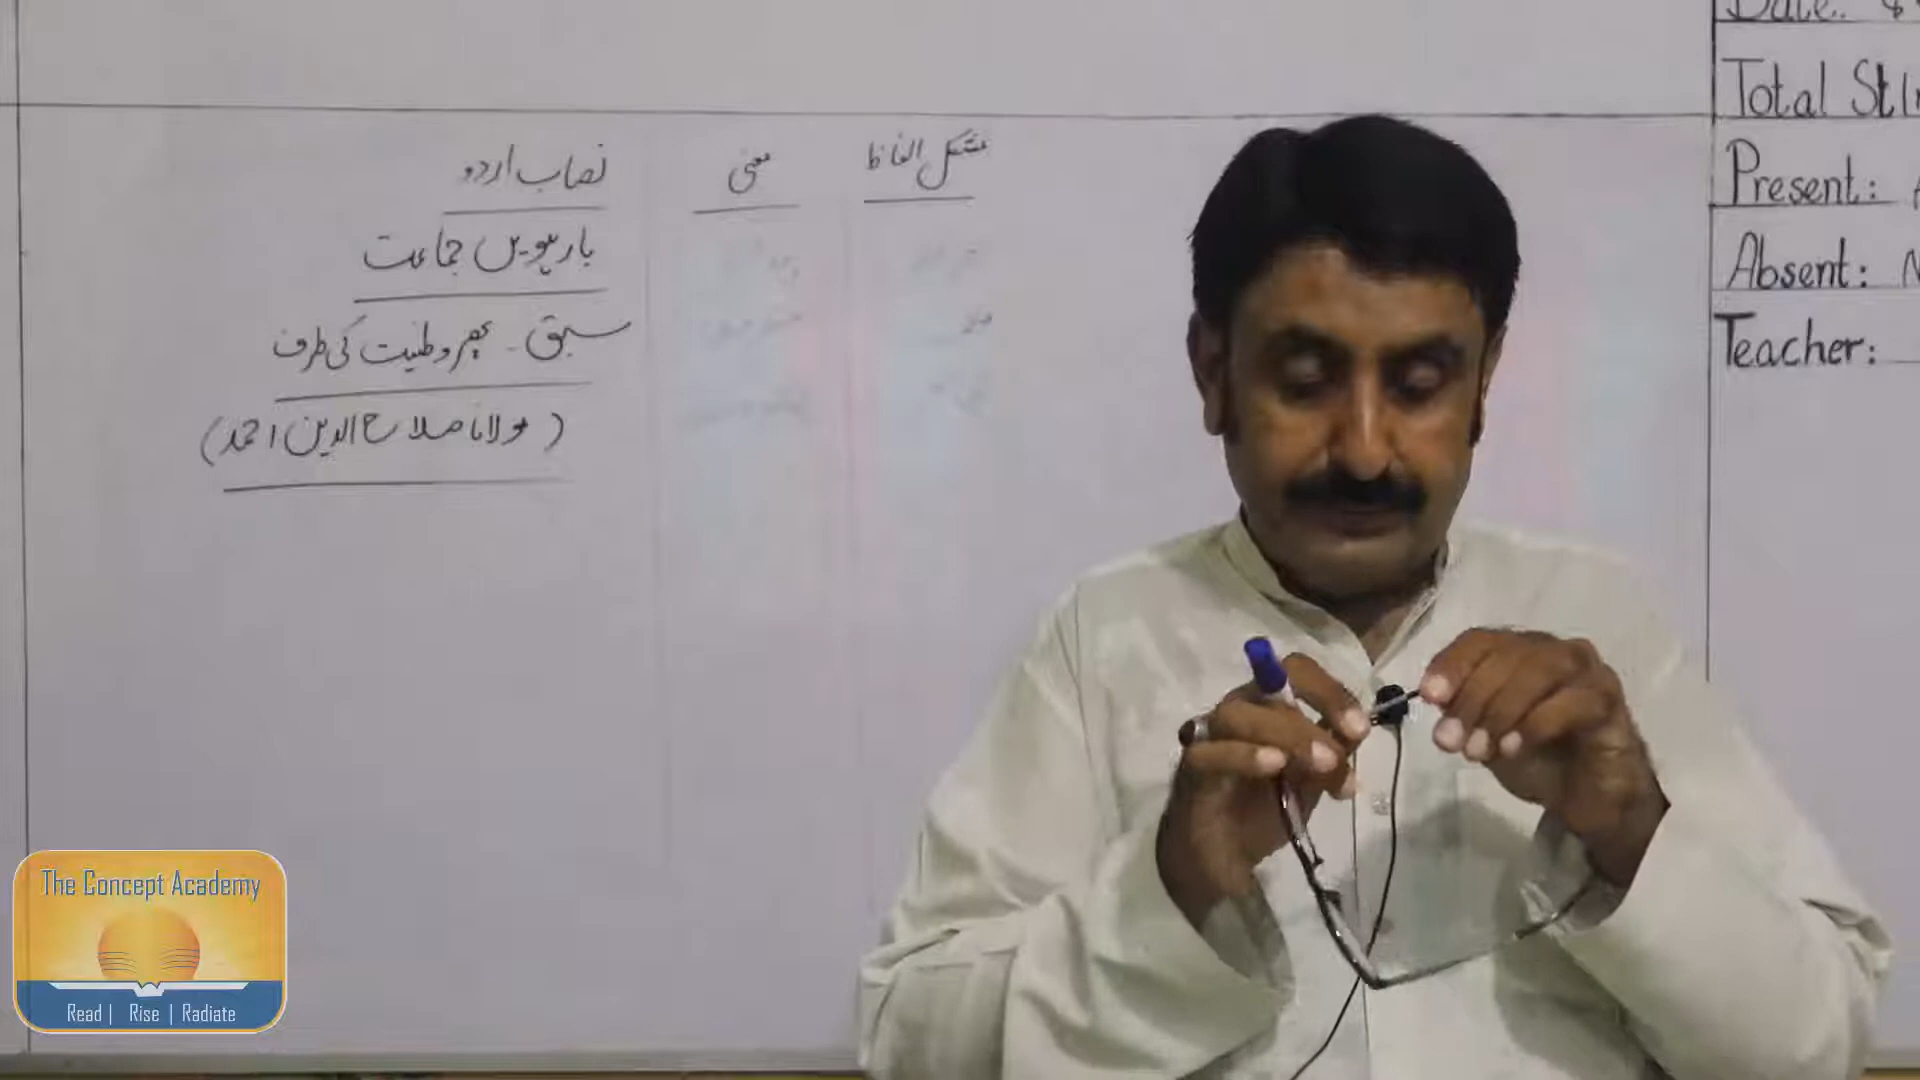 مشکل الفاظ
معنی
نصاب اردو
بارہویں جماعت
سبق - پھر وطنیت کی طرف
(مولانا صلاح الدین احمد)
Date:
Total St
Present:
Absent: N
Teacher:
The Concept Academy
Read | Rise | Radiate